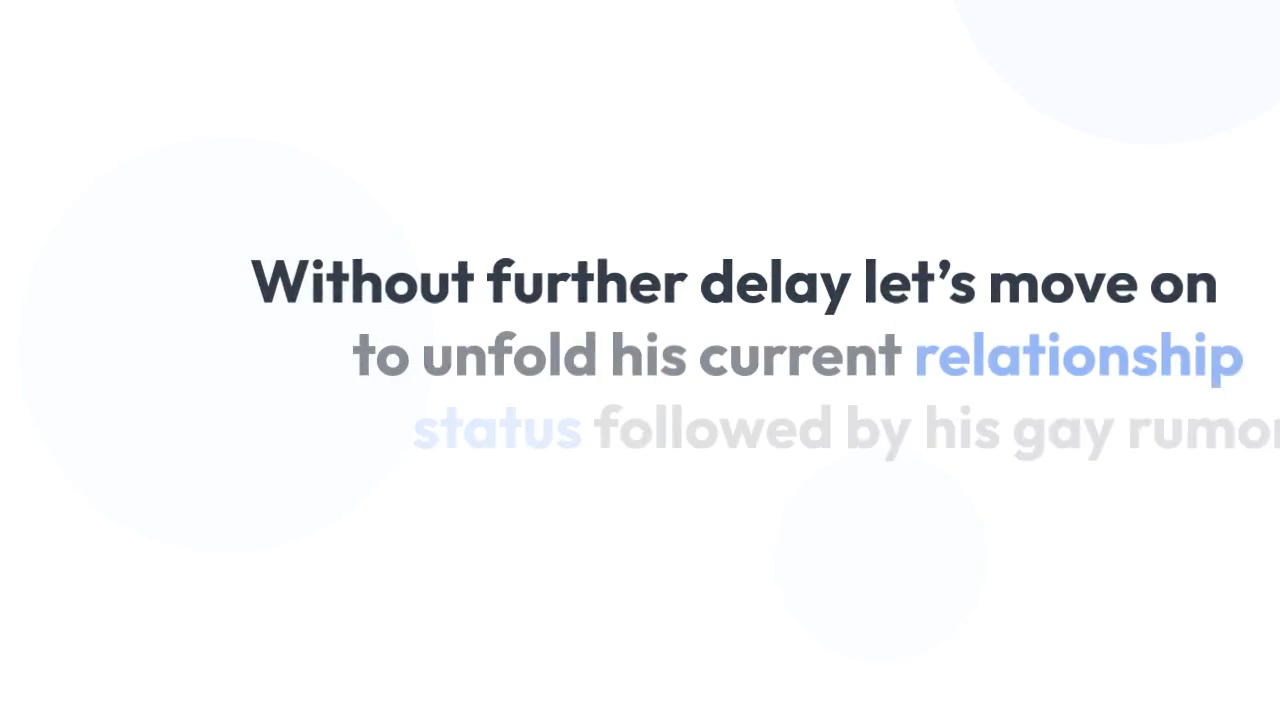 Without further delay let’s move on
to unfold his current relationship
status followed by his gay rumor